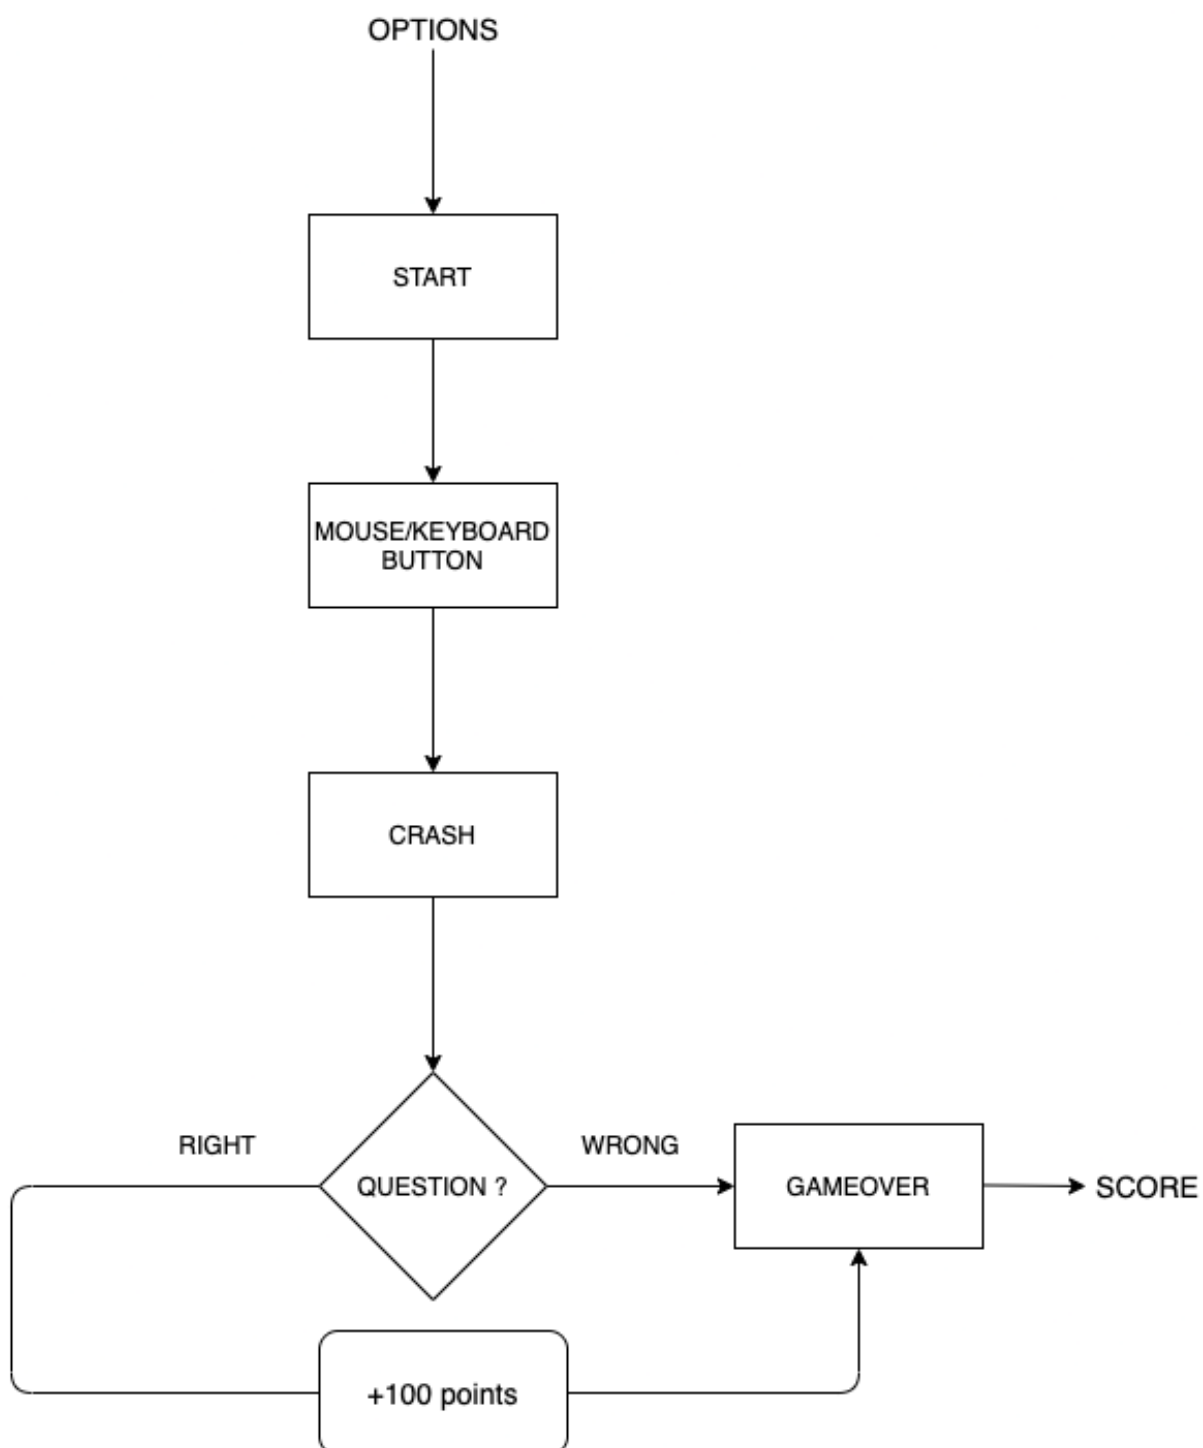 OPTIONS
START
MOUSE/KEYBOARD
BUTTON
CRASH
RIGHT
WRONG
QUESTION ?
GAMEOVER
SCORE
+100 points